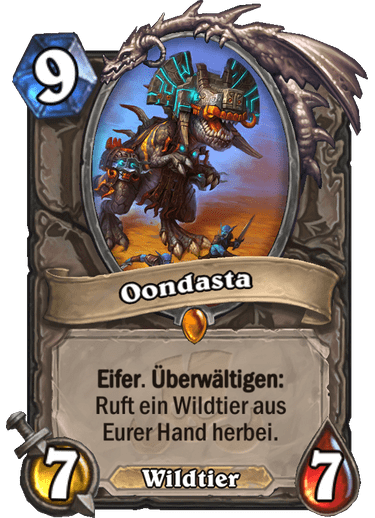 9
Oondasta
Eifer. Überwältigen:
Ruft ein Wildtier aus
Eurer Hand herbei.
7
Wildtier
7